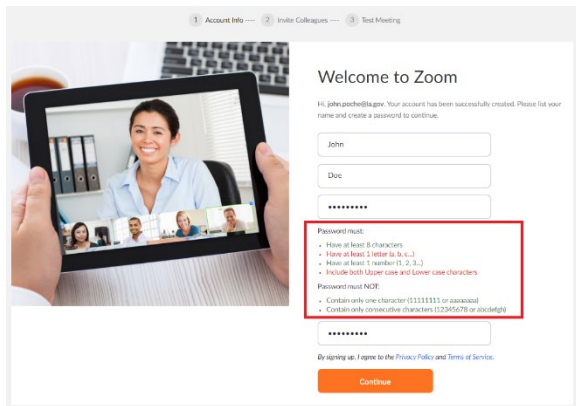 1 Account Info ---- 2 Invite Colleagues ---- 3 Test Meeting
Welcome to Zoom
Hi, john.poche@la.gov. Your account has been successfully created. Please list your
name and create a password to continue.
John
Doe
•••••••••
Password must:
• Have at least 8 characters
• Have at least 1 letter (a, b, c...)
• Have at least 1 number (1, 2, 3...)
• Include both Upper case and Lower case characters
Password must NOT:
• Contain only one character (11111111 or aaaaaaaa)
• Contain only consecutive characters (12345678 or abcdefgh)
•••••••••
By signing up, I agree to the Privacy Policy and Terms of Service.
Continue